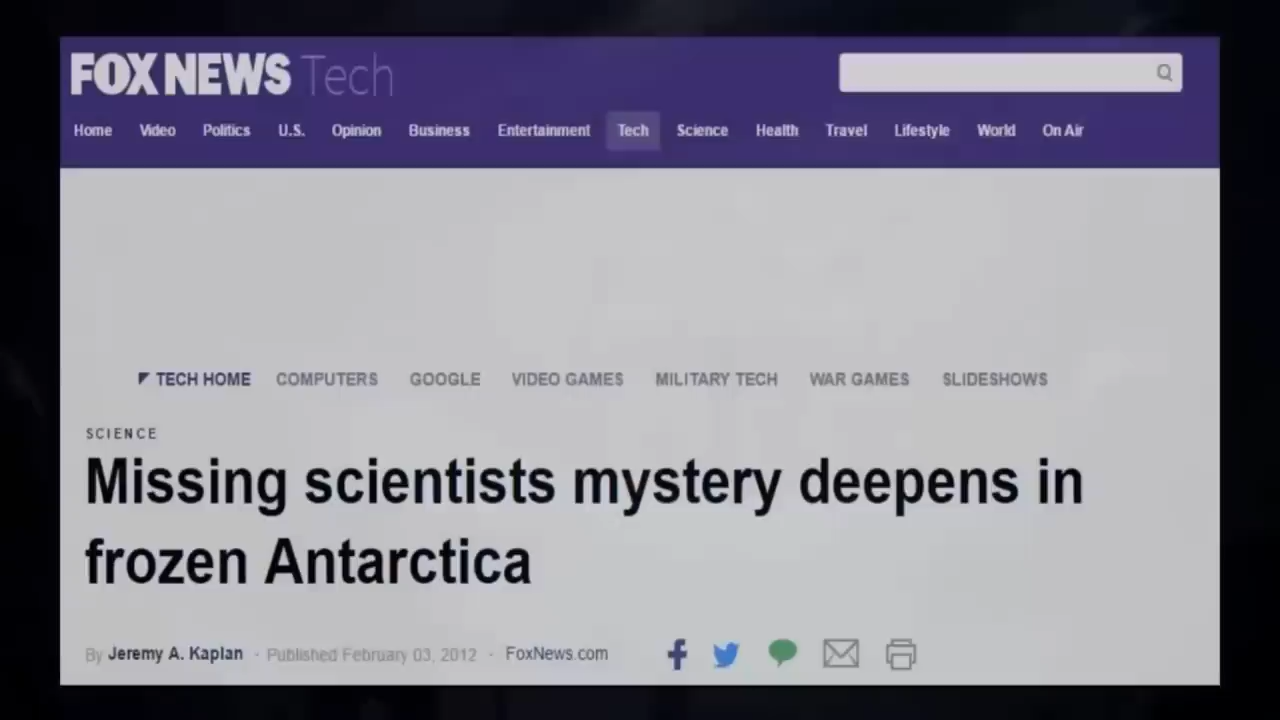 FOX NEWS Tech
Home Video Politics U.S. Opinion Business Entertainment Tech Science Health Travel Lifestyle World On Air
TECH HOME COMPUTERS GOOGLE VIDEO GAMES MILITARY TECH WAR GAMES SLIDESHOWS
SCIENCE
Missing scientists mystery deepens in
frozen Antarctica
By Jeremy A. Kaplan · Published February 03, 2012 · FoxNews.com